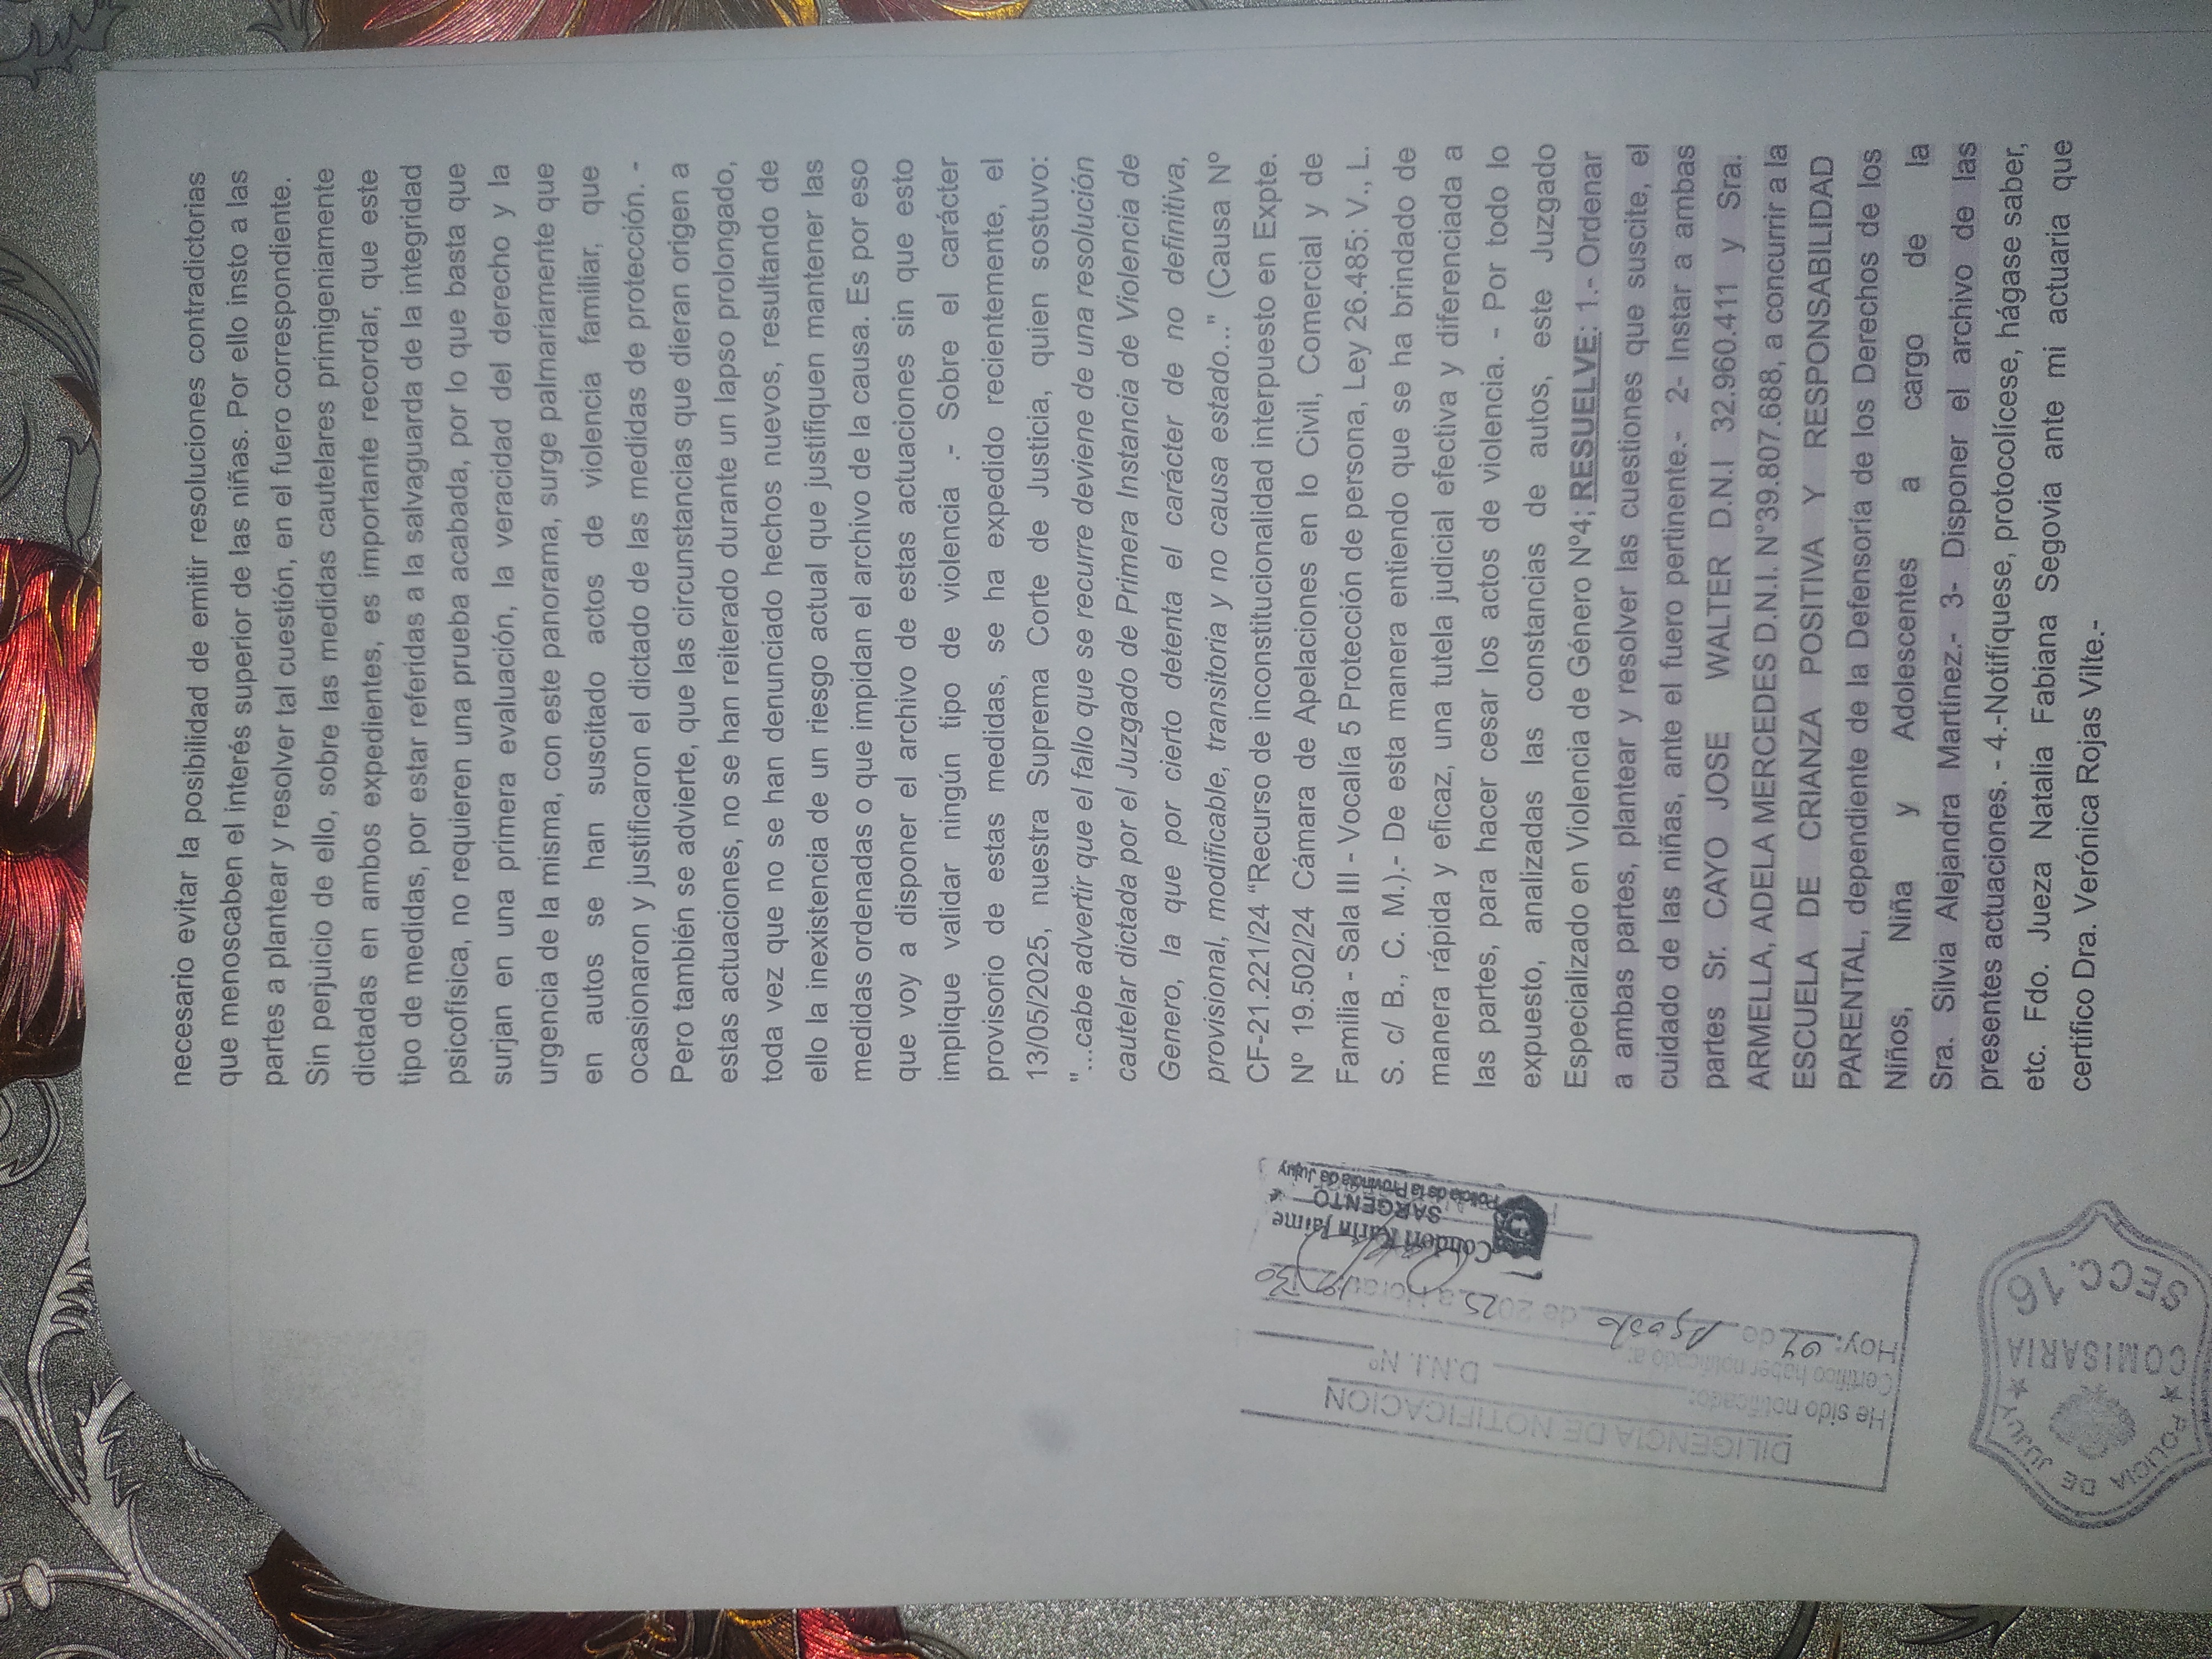 necesario evitar la posibilidad de emitir resoluciones contradictorias
que menoscaben el interés superior de las niñas. Por ello insto a las
partes a plantear y resolver tal cuestión, en el fuero correspondiente.
Sin perjuicio de ello, sobre las medidas cautelares primigeniamente
dictadas en ambos expedientes, es importante recordar, que este
tipo de medidas, por estar referidas a la salvaguarda de la integridad
psicofísica, no requieren una prueba acabada, por lo que basta que
surjan en una primera evaluación, la veracidad del derecho y la
urgencia de la misma, con este panorama, surge palmariamente que
en autos se han suscitado actos de violencia familiar, que
ocasionaron y justificaron el dictado de las medidas de protección. -
Pero también se advierte, que las circunstancias que dieran origen a
estas actuaciones, no se han reiterado durante un lapso prolongado,
toda vez que no se han denunciado hechos nuevos, resultando de
ello la inexistencia de un riesgo actual que justifiquen mantener las
medidas ordenadas o que impidan el archivo de la causa. Es por eso
que voy a disponer el archivo de estas actuaciones sin que esto
implique validar ningún tipo de violencia .- Sobre el carácter
provisorio de estas medidas, se ha expedido recientemente, el
13/05/2025, nuestra Suprema Corte de Justicia, quien sostuvo:
"...cabe advertir que el fallo que se recurre deviene de una resolución
cautelar dictada por el Juzgado de Primera Instancia de Violencia de
Genero, la que por cierto detenta el carácter de no definitiva,
provisional, modificable, transitoria y no causa estado..." (Causa Nº
CF-21.221/24 “Recurso de inconstitucionalidad interpuesto en Expte.
Nº 19.502/24 Cámara de Apelaciones en lo Civil, Comercial y de
Familia - Sala III - Vocalía 5 Protección de persona, Ley 26.485: V., L.
S. c/ B., C. M.).- De esta manera entiendo que se ha brindado de
manera rápida y eficaz, una tutela judicial efectiva y diferenciada a
las partes, para hacer cesar los actos de violencia. - Por todo lo
expuesto, analizadas las constancias de autos, este Juzgado
Especializado en Violencia de Género Nº4; RESUELVE: 1.- Ordenar
a ambas partes, plantear y resolver las cuestiones que suscite, el
cuidado de las niñas, ante el fuero pertinente.- 2- Instar a ambas
partes Sr. CAYO JOSE WALTER D.N.I 32.960.411 y Sra.
ARMELLA, ADELA MERCEDES D.N.I. N°39.807.688, a concurrir a la
ESCUELA DE CRIANZA POSITIVA Y RESPONSABILIDAD
PARENTAL, dependiente de la Defensoría de los Derechos de los
Niños, Niña y Adolescentes a cargo de la
Sra. Silvia Alejandra Martínez.- 3- Disponer el archivo de las
presentes actuaciones. - 4.-Notifíquese, protocolícese, hágase saber,
etc. Fdo. Jueza Natalia Fabiana Segovia ante mi actuaria que
certifico Dra. Verónica Rojas Vilte.-
DILIGENCIA DE NOTIFICACION
He sido notificado:
D.N.I. Nº
Certifico haber notificado a:
Hoy: 04 de Agosto de 2025 a Horas
Condori Karin Jaime
SARGENTO
Policía de la Provincia de Jujuy
POLICIA DE JUJUY
COMISARIA
SECC. 16